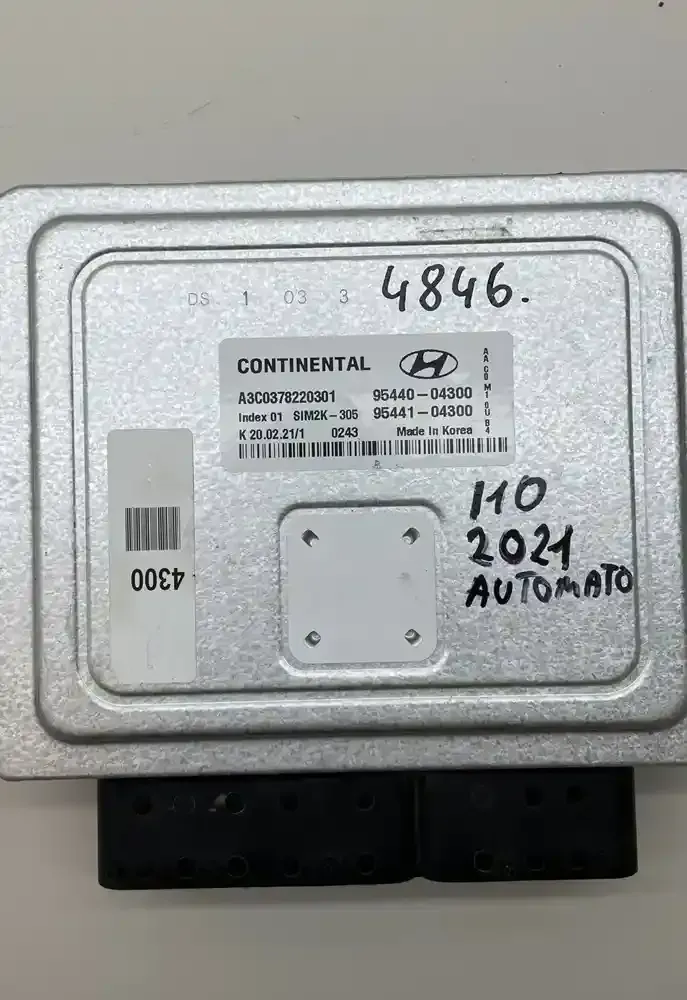 DS 1 03 3
4846.
CONTINENTAL
A3C0378220301 95440-04300
Index 01 SIM2K-305 95441-04300
K 20.02.21/1 0243 Made In Korea
4300
I10
2021
AUTOMATO